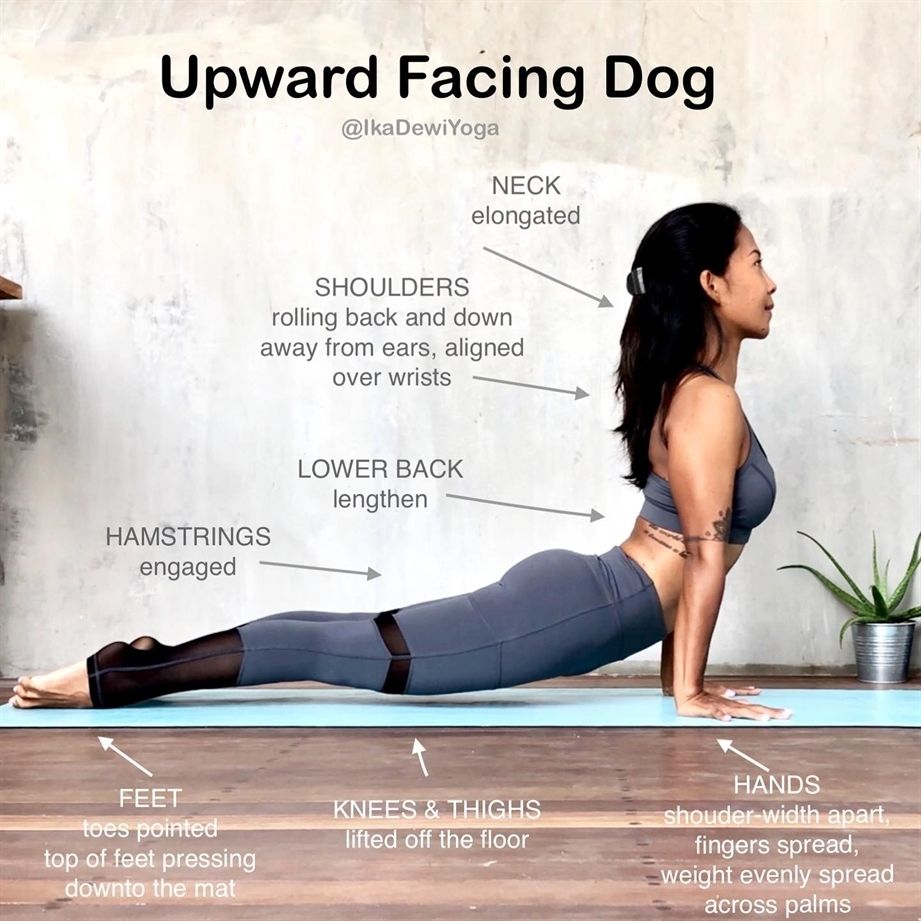 Upward Facing Dog
@IkaDewiYoga
NECK
elongated
SHOULDERS
rolling back and down
away from ears, aligned
over wrists
LOWER BACK
lengthen
HAMSTRINGS
engaged
FEET
toes pointed
top of feet pressing
downto the mat
KNEES & THIGHS
lifted off the floor
HANDS
shouder-width apart,
fingers spread,
weight evenly spread
across palms